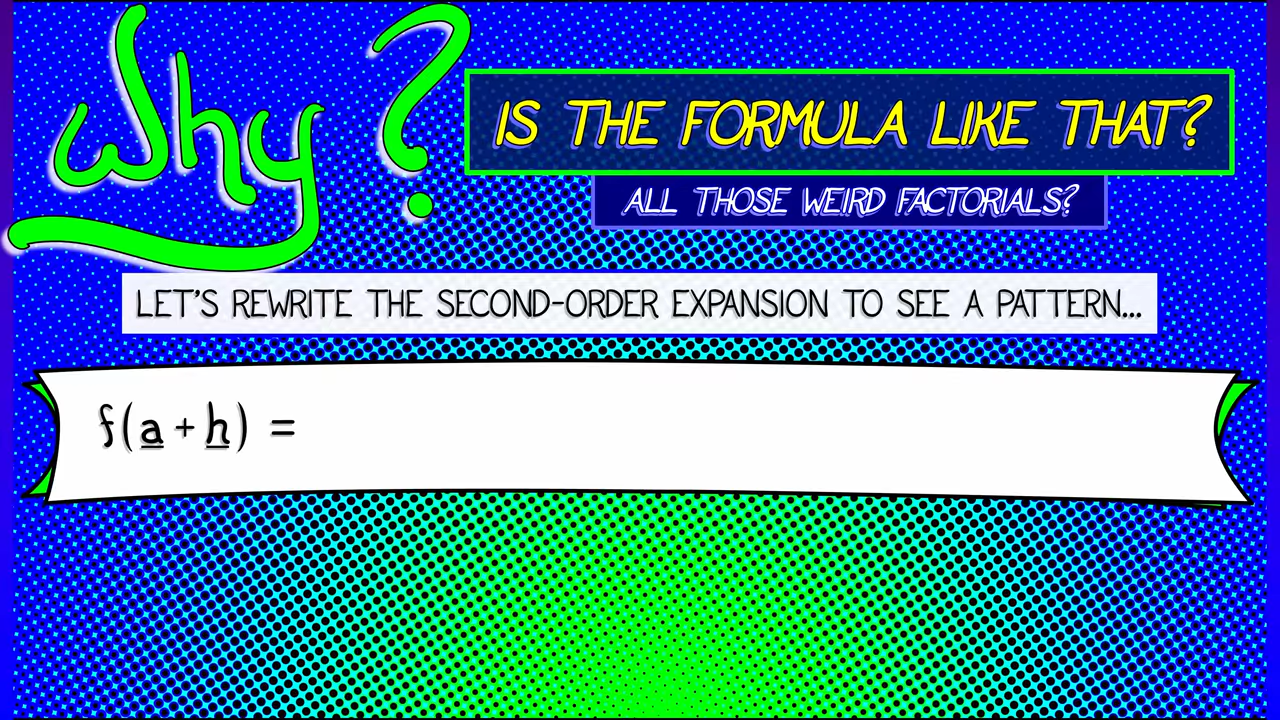 Why?
IS THE FORMULA LIKE THAT?
ALL THOSE WEIRD FACTORIALS?
LET'S REWRITE THE SECOND-ORDER EXPANSION TO SEE A PATTERN...
f(a + h) =